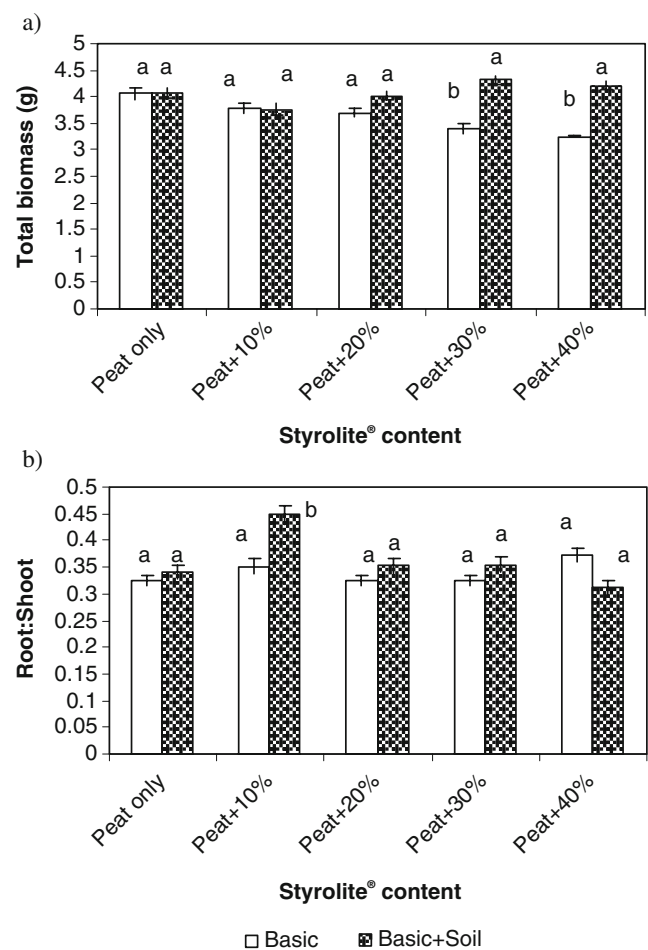 a)
5
4.5
4
3.5
3
2.5
2
1.5
1
0.5
0
Total biomass (g)
a a a a a a b a b a
Peat only Peat+10% Peat+20% Peat+30% Peat+40%
Styrolite® content
b)
0.5
0.45
0.4
0.35
0.3
0.25
0.2
0.15
0.1
0.05
0
Root:Shoot
a a a b a a a a a a
Peat only Peat+10% Peat+20% Peat+30% Peat+40%
Styrolite® content
Basic Basic+Soil